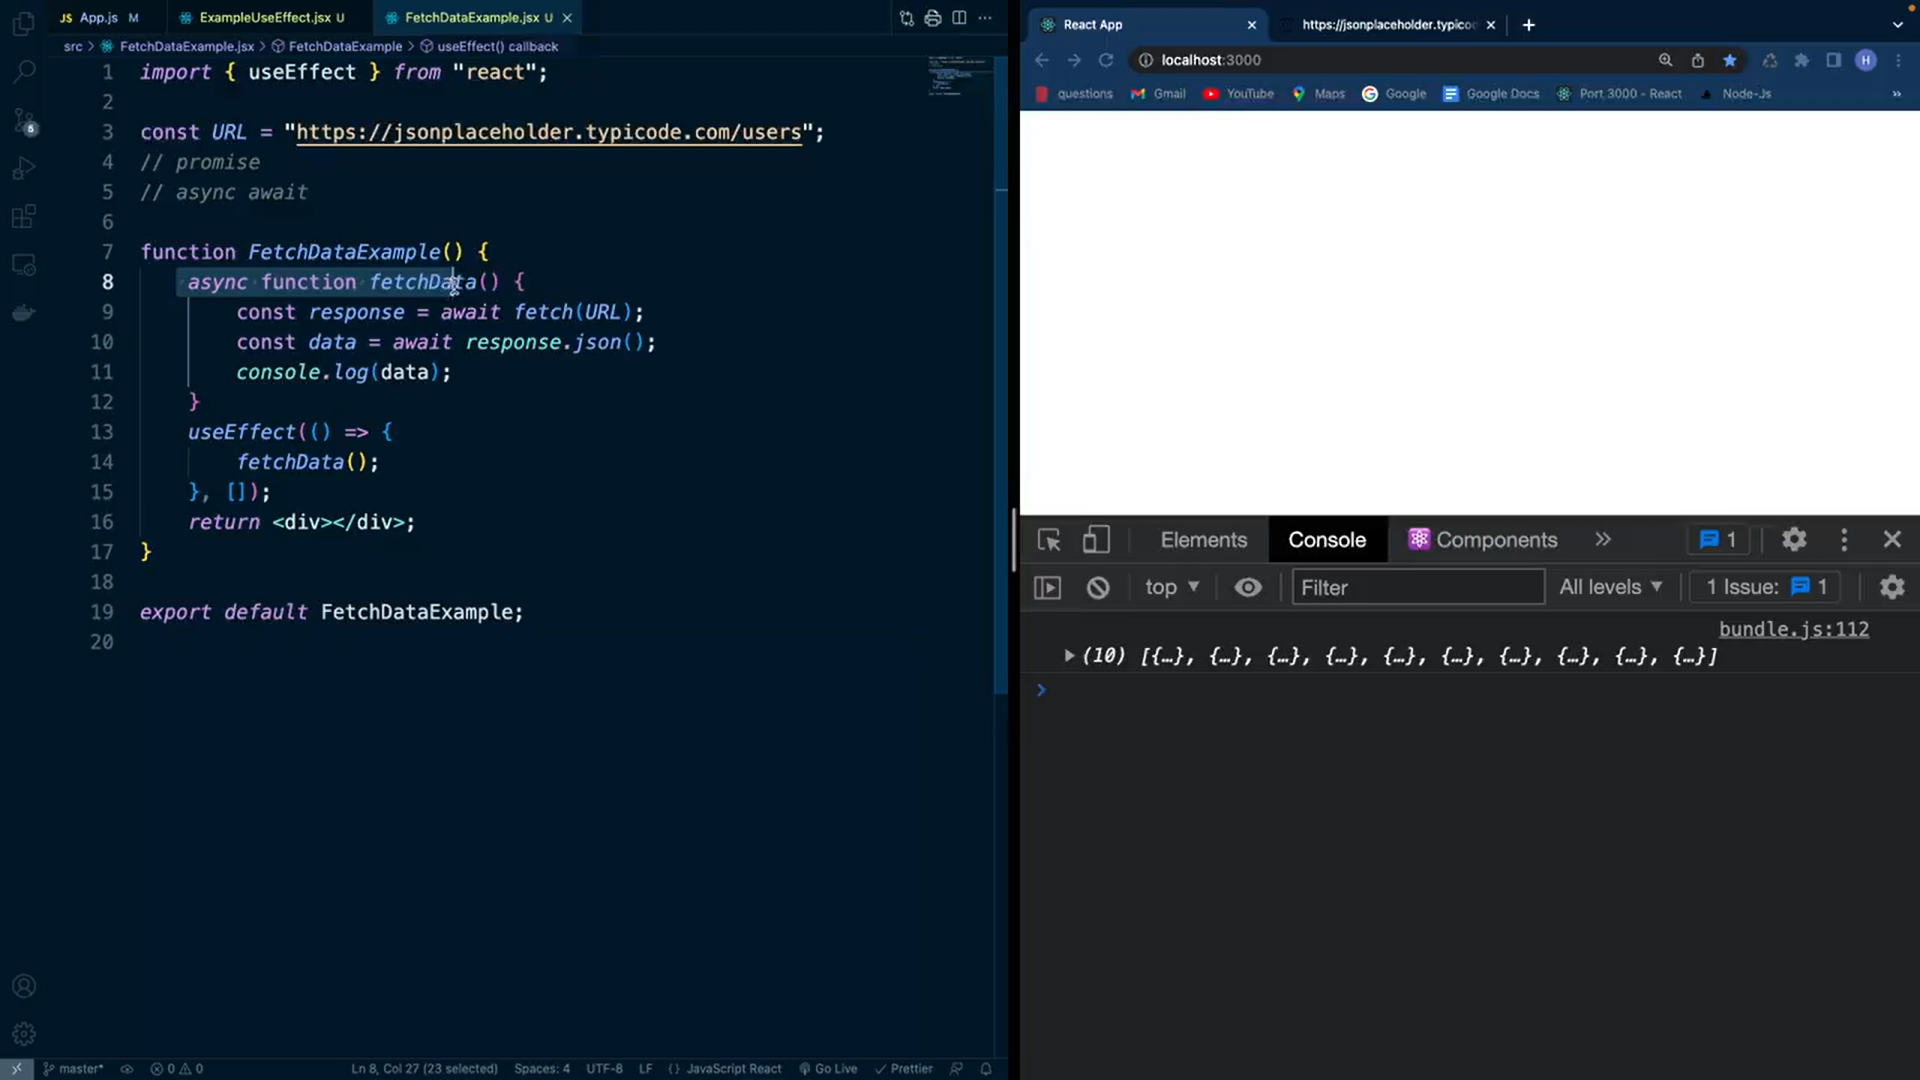 JS App.js M ExampleUseEffect.jsx U FetchDataExample.jsx U
src > FetchDataExample.jsx > FetchDataExample > useEffect() callback
1 import { useEffect } from "react";
2
3 const URL = "https://jsonplaceholder.typicode.com/users";
4 // promise
5 // async await
6
7 function FetchDataExample() {
8 async function fetchData() {
9 const response = await fetch(URL);
10 const data = await response.json();
11 console.log(data);
12 }
13 useEffect(() => {
14 fetchData();
15 }, []);
16 return <div></div>;
17 }
18
19 export default FetchDataExample;
20
5
master* 0 0 Ln 8, Col 27 (23 selected) Spaces: 4 UTF-8 LF {} JavaScript React Go Live Prettier
React App https://jsonplaceholder.typico
localhost:3000 H
questions Gmail YouTube Maps Google Google Docs Port 3000 - React Node-Js »
Elements Console Components » 1
top Filter All levels 1 Issue: 1
bundle.js:112
(10) [{…}, {…}, {…}, {…}, {…}, {…}, {…}, {…}, {…}, {…}]